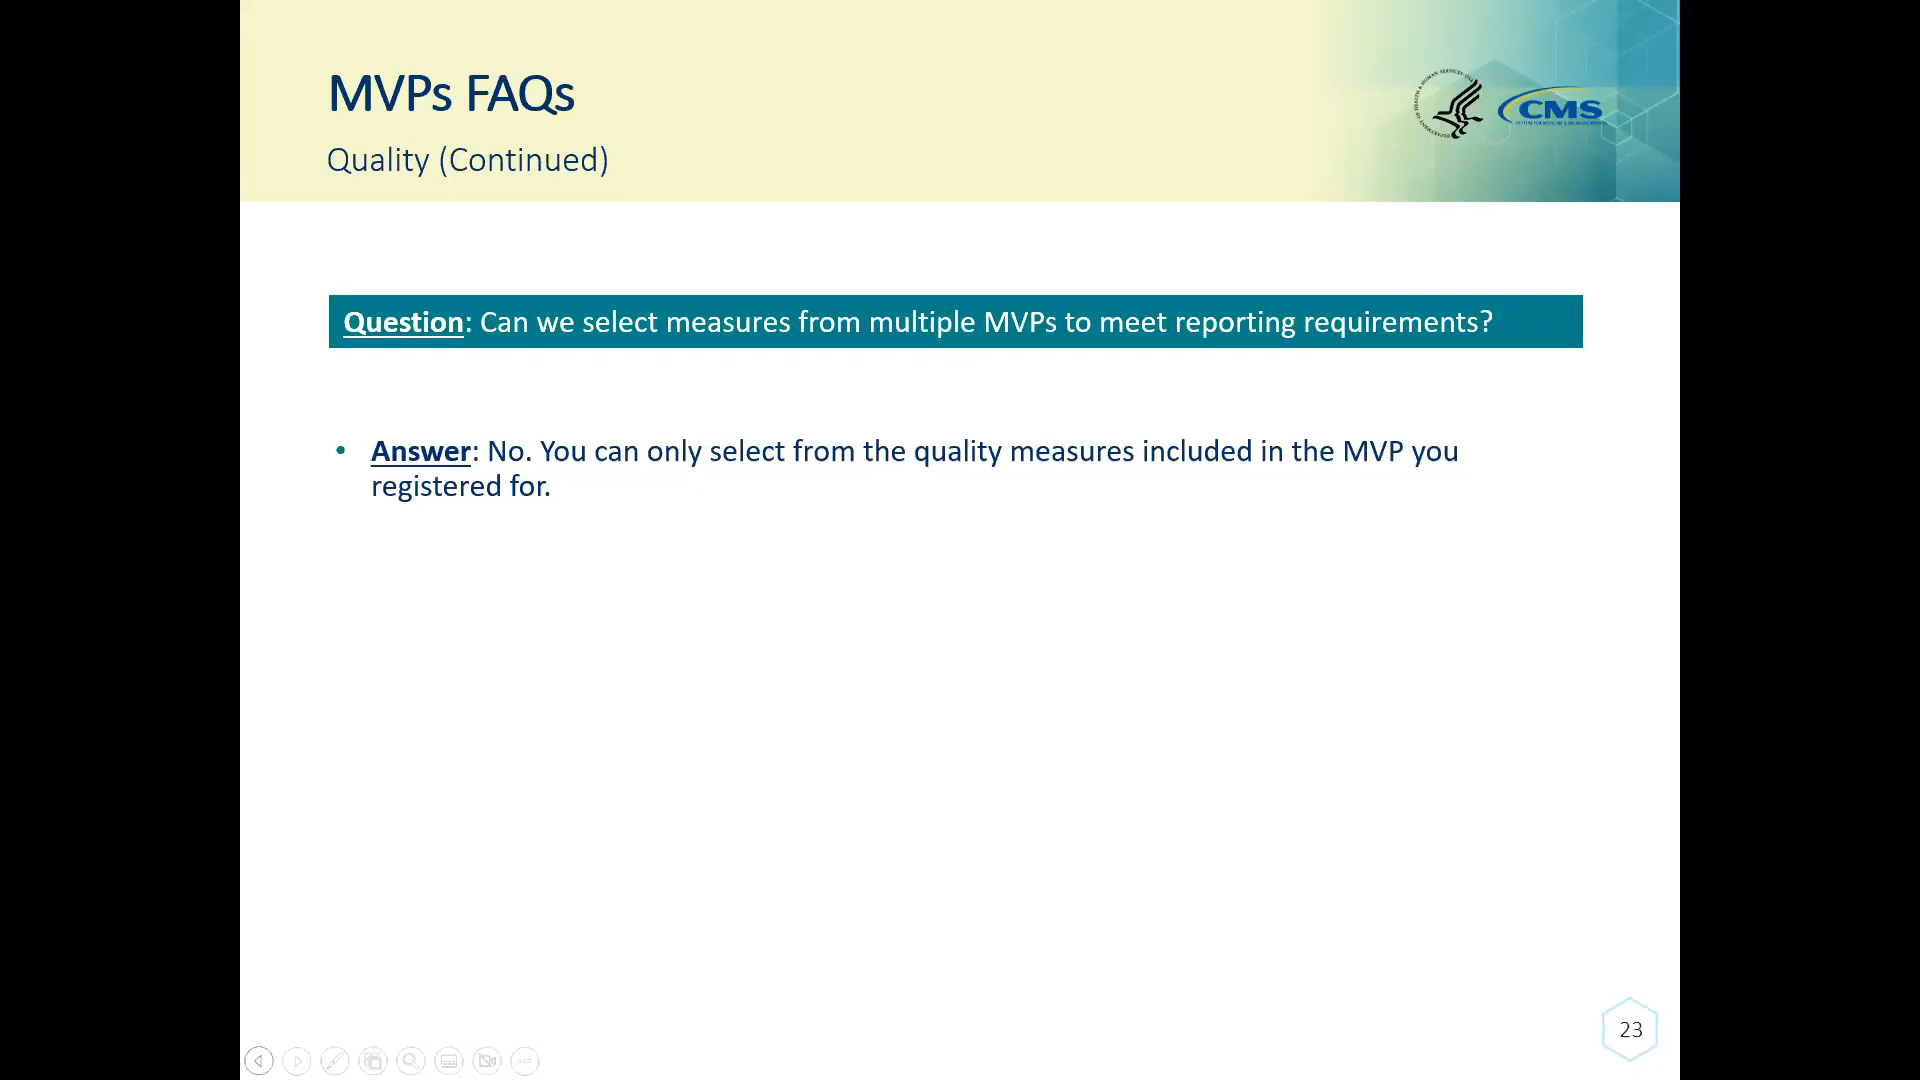 MVPs FAQs
Quality (Continued)
CMS
Question: Can we select measures from multiple MVPs to meet reporting requirements?
• Answer: No. You can only select from the quality measures included in the MVP you
registered for.
23